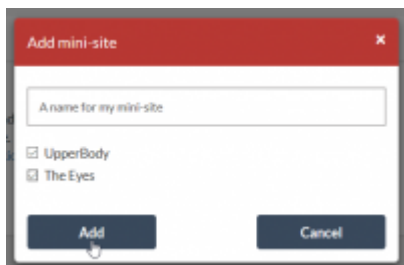 Add mini-site ×
A name for my mini-site
UpperBody
The Eyes
Add Cancel